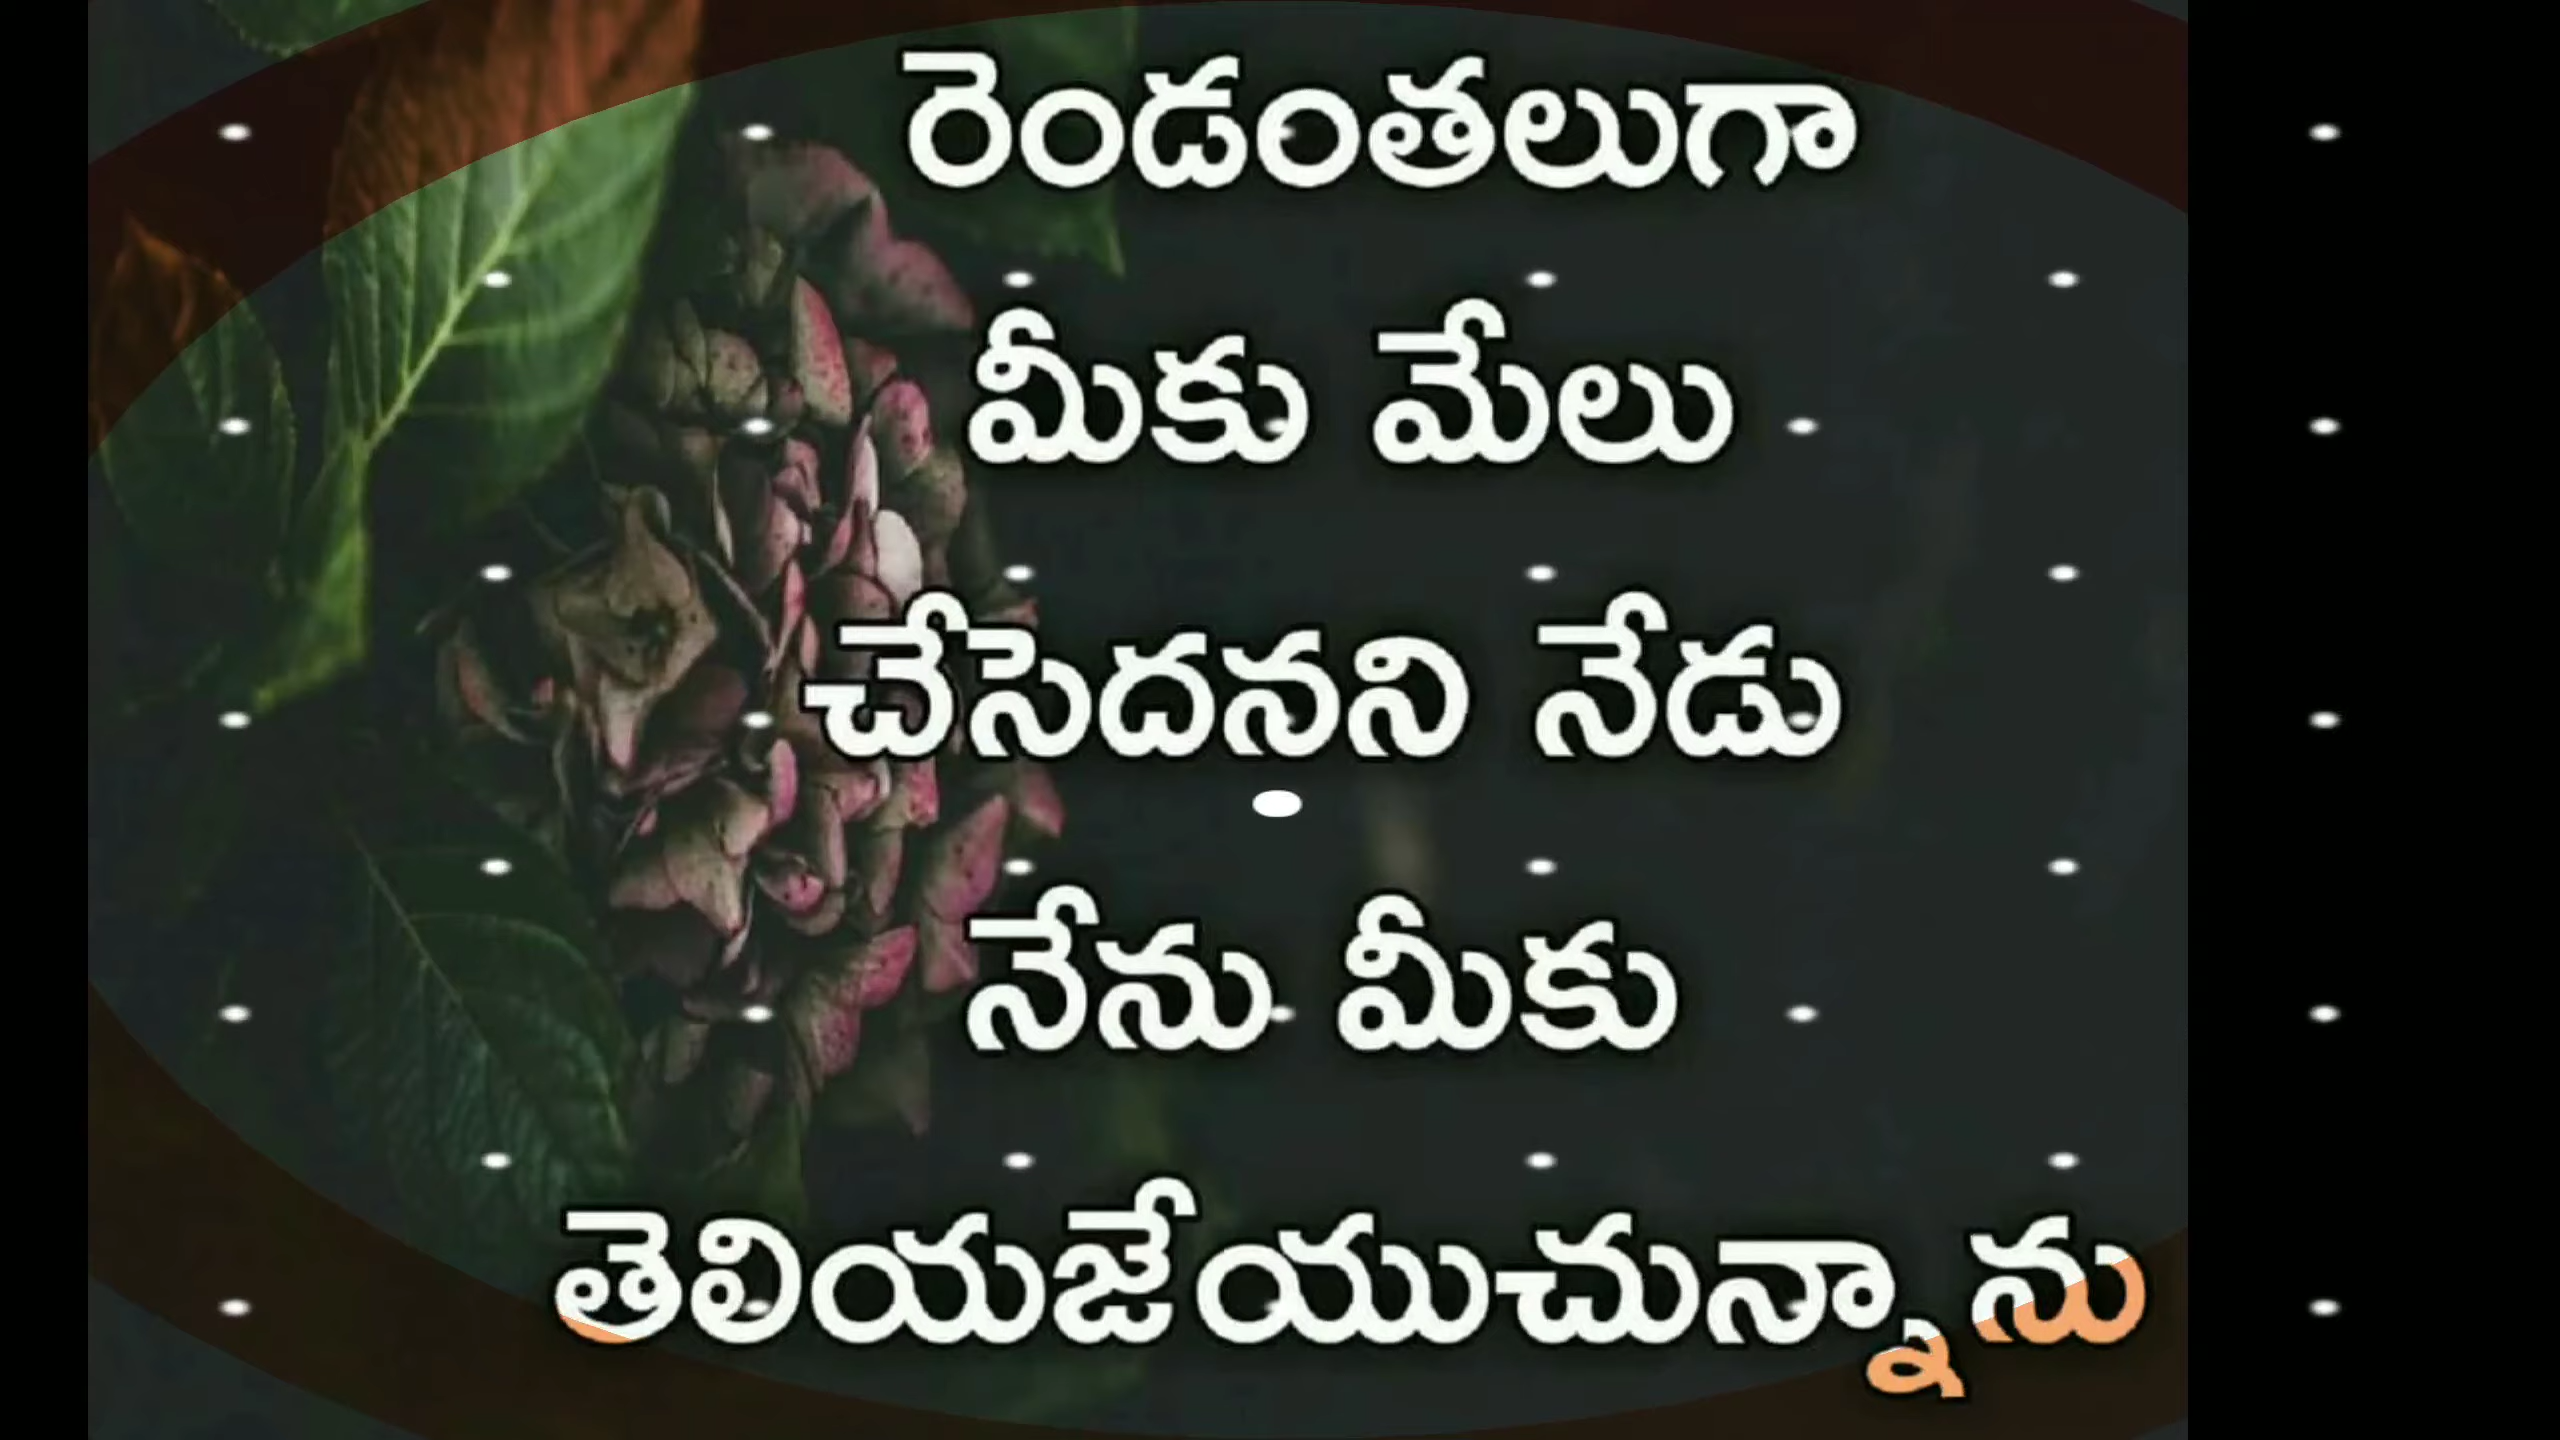 రెండంతలుగా
మీకు మేలు
చేసెదనని నేడు
నేను మీకు
తెలియజేయుచున్నాను